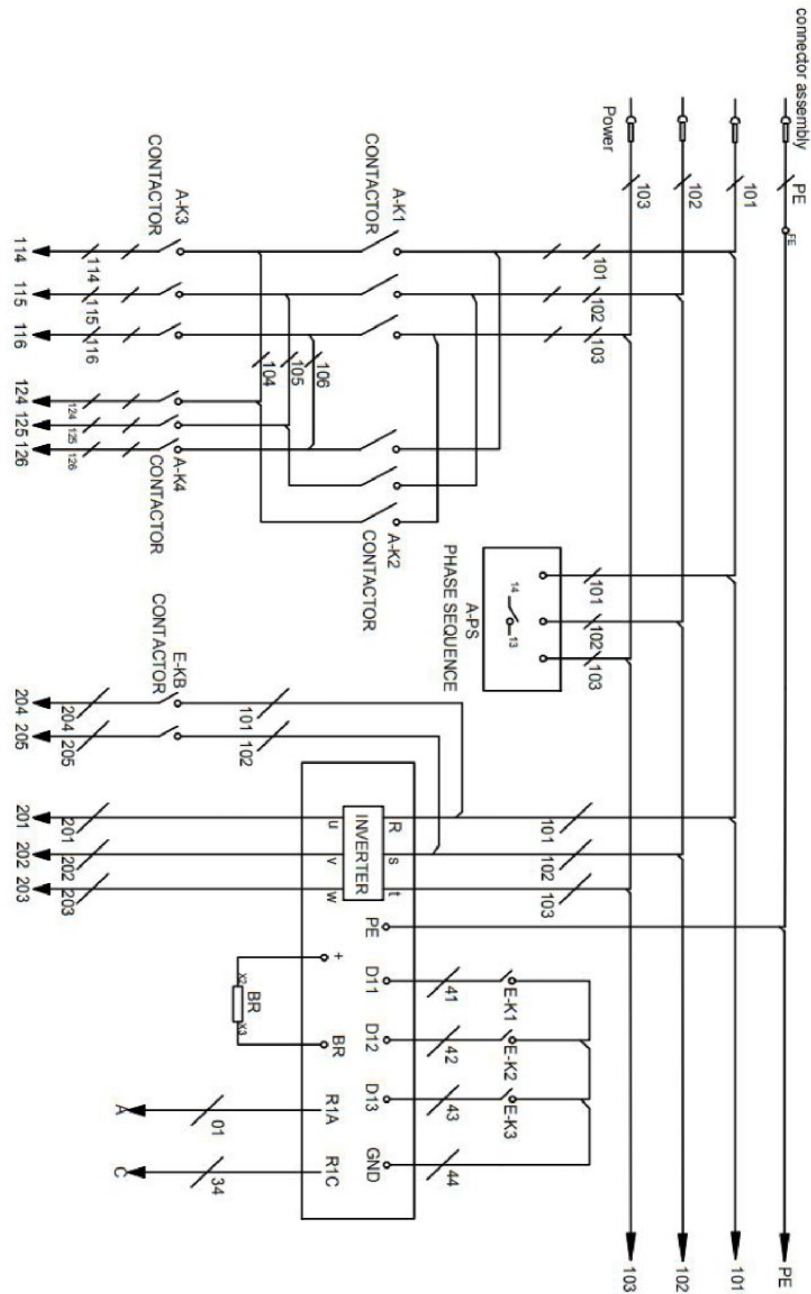 connector assembly
Power
PE
PE
101
102
103
101
102
103
A-K1
CONTACTOR
A-K3
CONTACTOR
104
105
106
A-K2
CONTACTOR
A-K4
CONTACTOR
114
115
116
124
125
126
114
115
116
124
125
126
101
102
103
14
13
A-PS
PHASE SEQUENCE
E-KB
CONTACTOR
101
102
204
205
204
205
101
102
103
R
s
t
INVERTER
u
v
w
201
202
203
201
202
203
PE
D11
D12
D13
GND
41
42
43
44
E-K1
E-K2
E-K3
+
BR
R1A
R1C
X2
BR
X3
01
34
A
C
PE
101
102
103